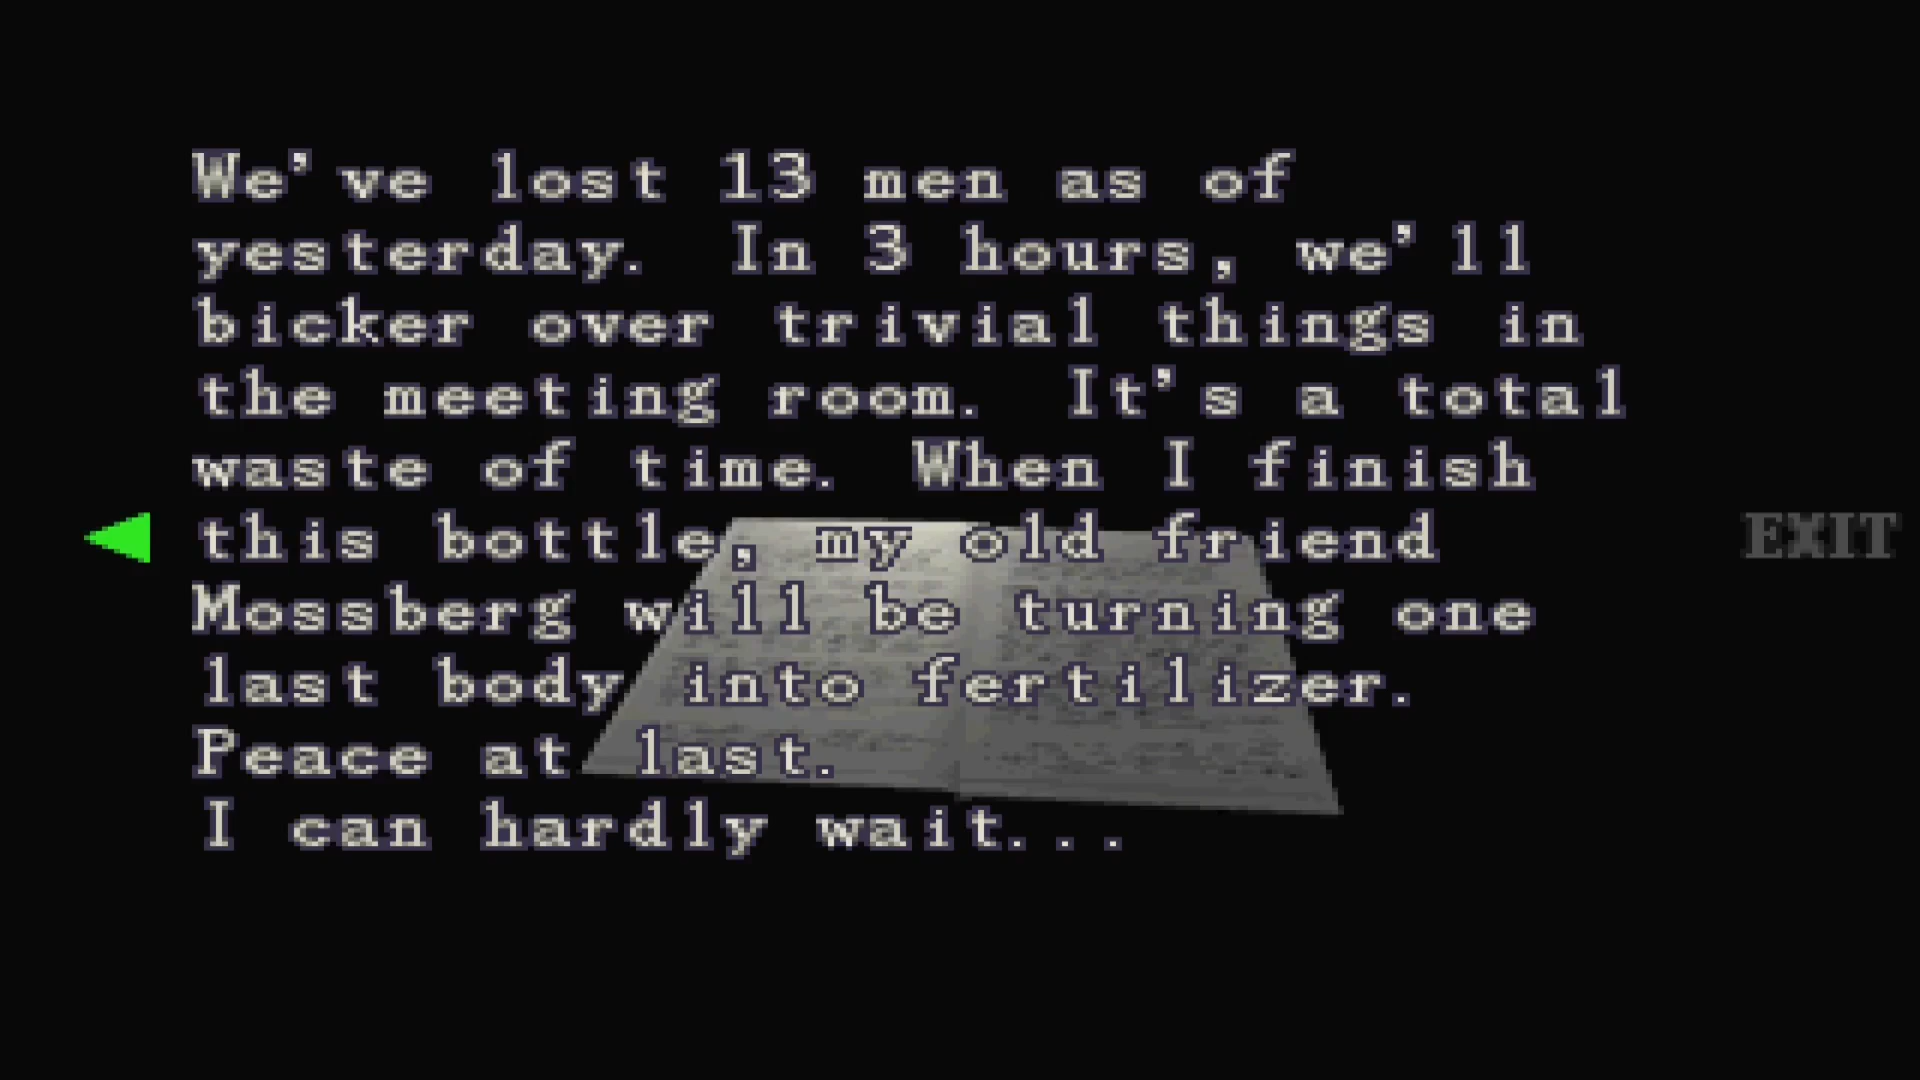 We've lost 13 men as of
yesterday. In 3 hours, we'll
bicker over trivial things in
the meeting room. It's a total
waste of time. When I finish
this bottle, my old friend
EXIT
Mossberg will be turning one
last body into fertilizer.
Peace at last.
I can hardly wait...